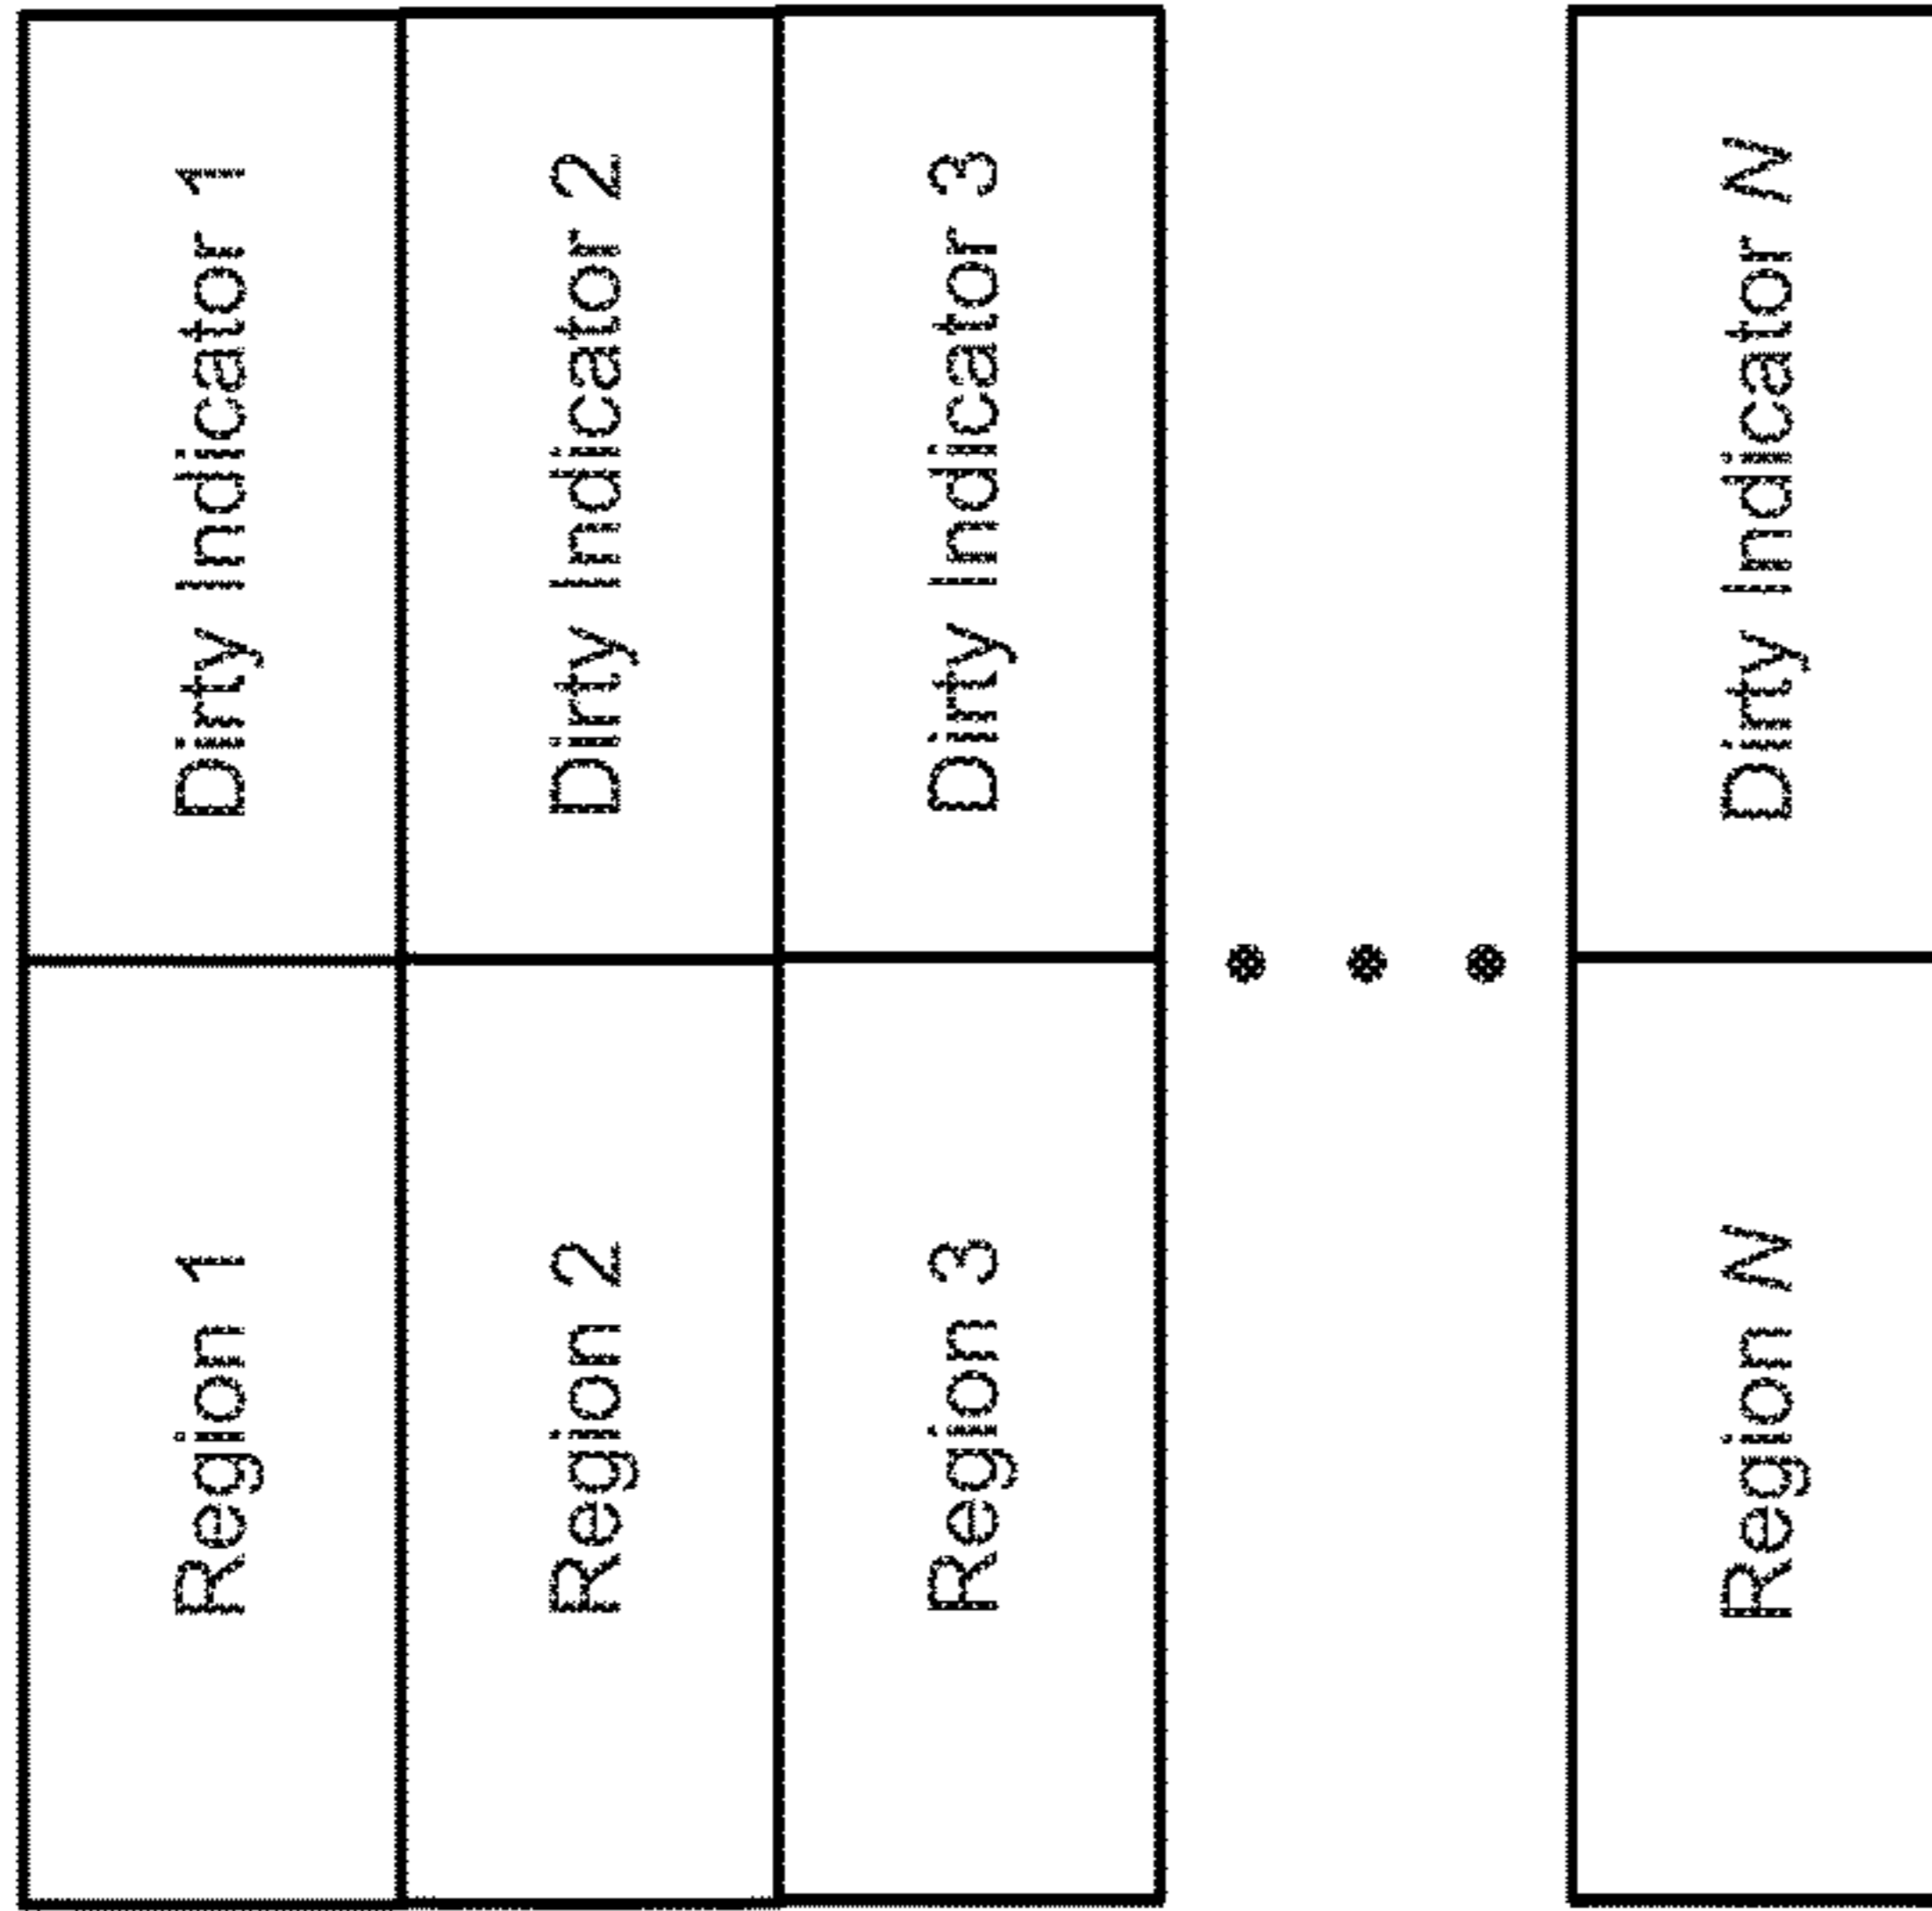 Region 1 Dirty Indicator 1
Region 2 Dirty Indicator 2
Region 3 Dirty Indicator 3
Region N Dirty Indicator N